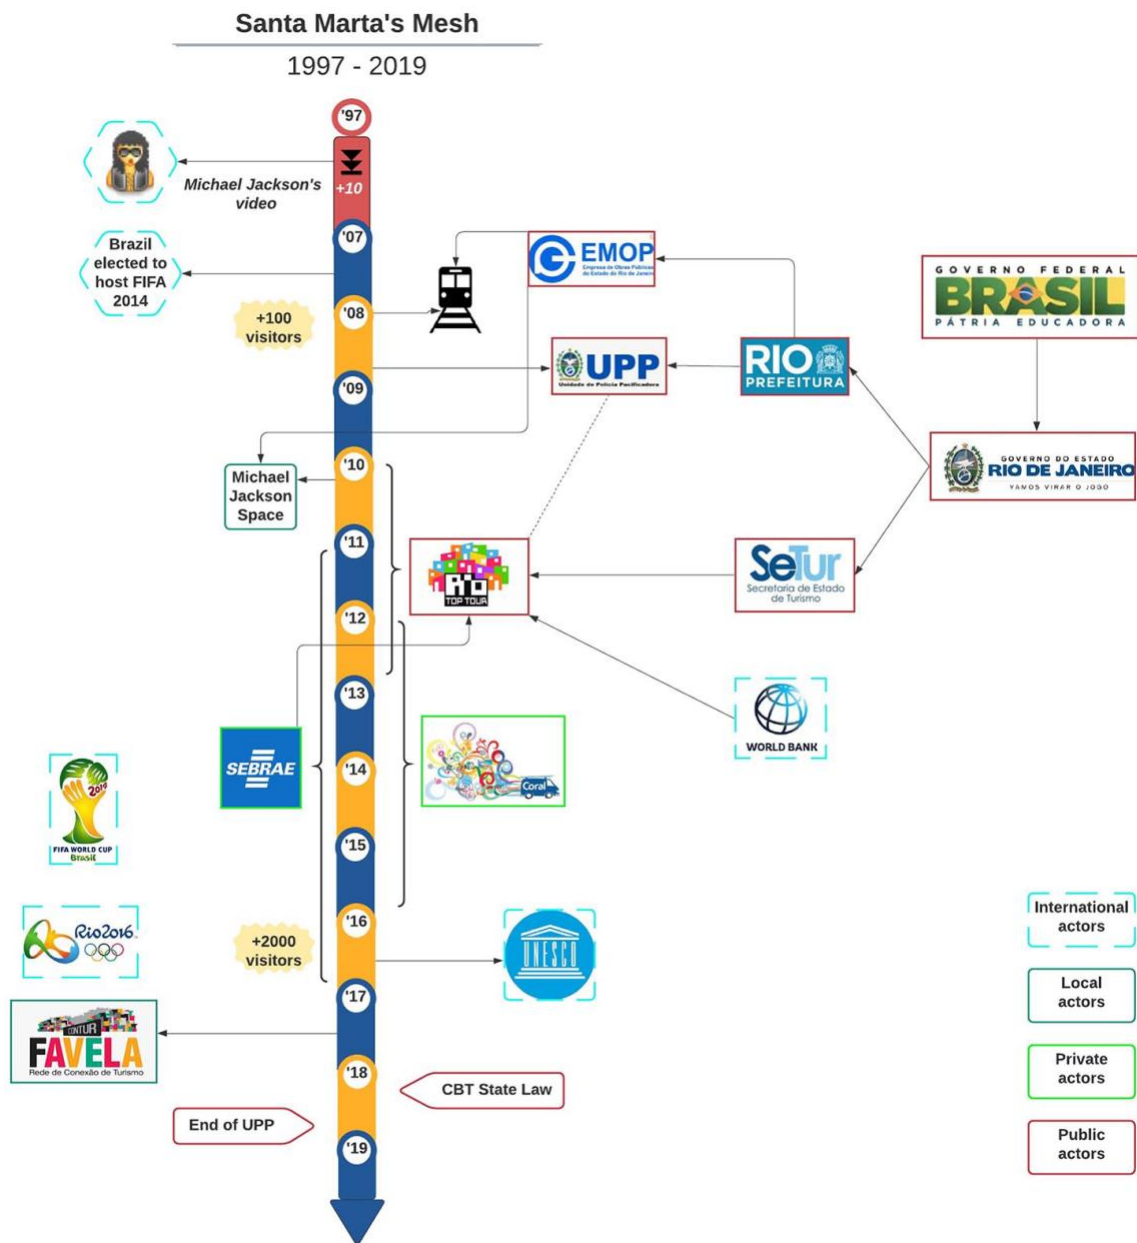 Santa Marta's Mesh
1997 - 2019
'97
+10
Michael Jackson's
video
'07
Brazil
elected to
host FIFA
2014
EMOP
Empresa de Obras Públicas
do Estado do Rio de Janeiro
GOVERNO FEDERAL
BRASIL
PÁTRIA EDUCADORA
+100
visitors
'08
UPP
Unidade de Polícia Pacificadora
RIO
PREFEITURA
'09
GOVERNO DO ESTADO
RIO DE JANEIRO
VAMOS VIRAR O JOGO
'10
Michael
Jackson
Space
'11
RIO
TOP TOUR
SeTur
Secretaria de Estado
de Turismo
'12
'13
WORLD BANK
SEBRAE
'14
Coral
2014
FIFA WORLD CUP
Brasil
'15
International
actors
'16
Rio2016
+2000
visitors
UNESCO
Local
actors
'17
CONTUR
FAVELA
Rede de Conexão de Turismo
Private
actors
'18
CBT State Law
End of UPP
Public
actors
'19